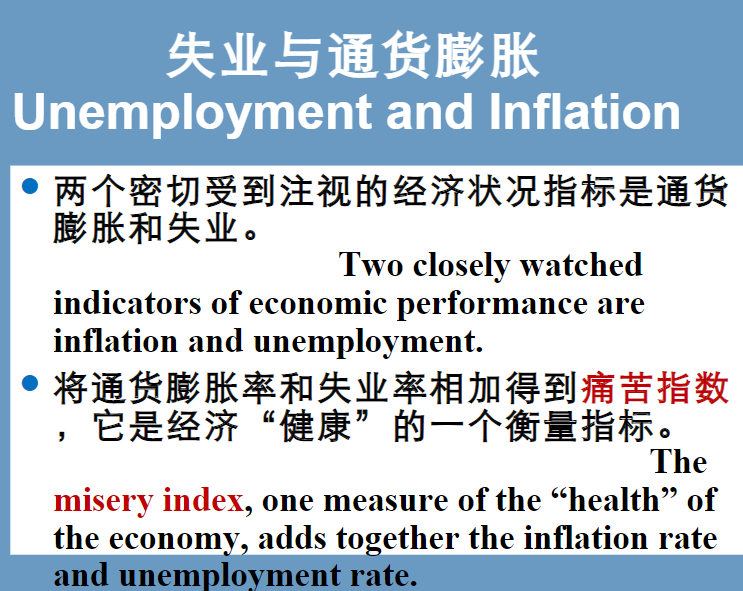 失业与通货膨胀
Unemployment and Inflation
两个密切受到注视的经济状况指标是通货
膨胀和失业。
Two closely watched
indicators of economic performance are
inflation and unemployment.
将通货膨胀率和失业率相加得到痛苦指数
，它是经济“健康”的一个衡量指标。
The
misery index, one measure of the “health” of
the economy, adds together the inflation rate
and unemployment rate.